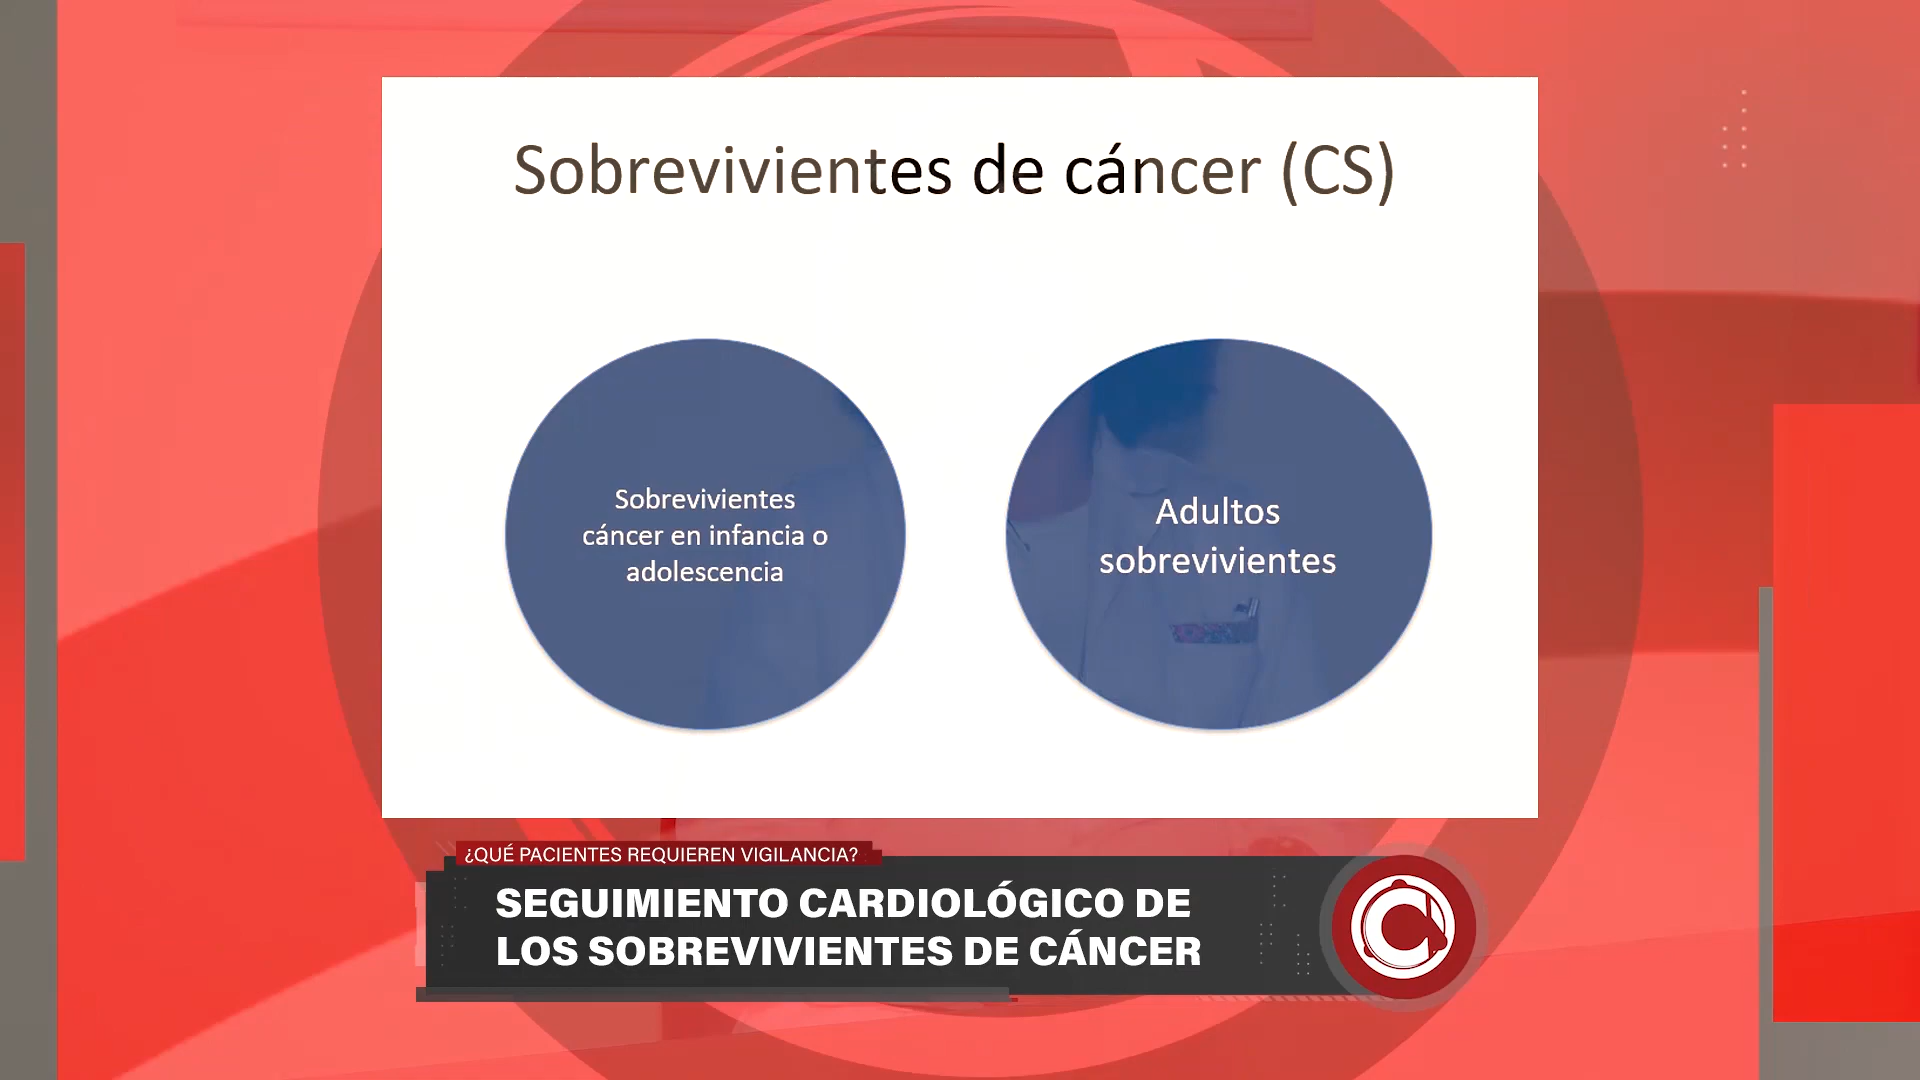 Sobrevivientes de cáncer (CS)
Sobrevivientes
cáncer en infancia o
adolescencia
Adultos
sobrevivientes
¿QUÉ PACIENTES REQUIEREN VIGILANCIA?
SEGUIMIENTO CARDIOLÓGICO DE
LOS SOBREVIVIENTES DE CÁNCER